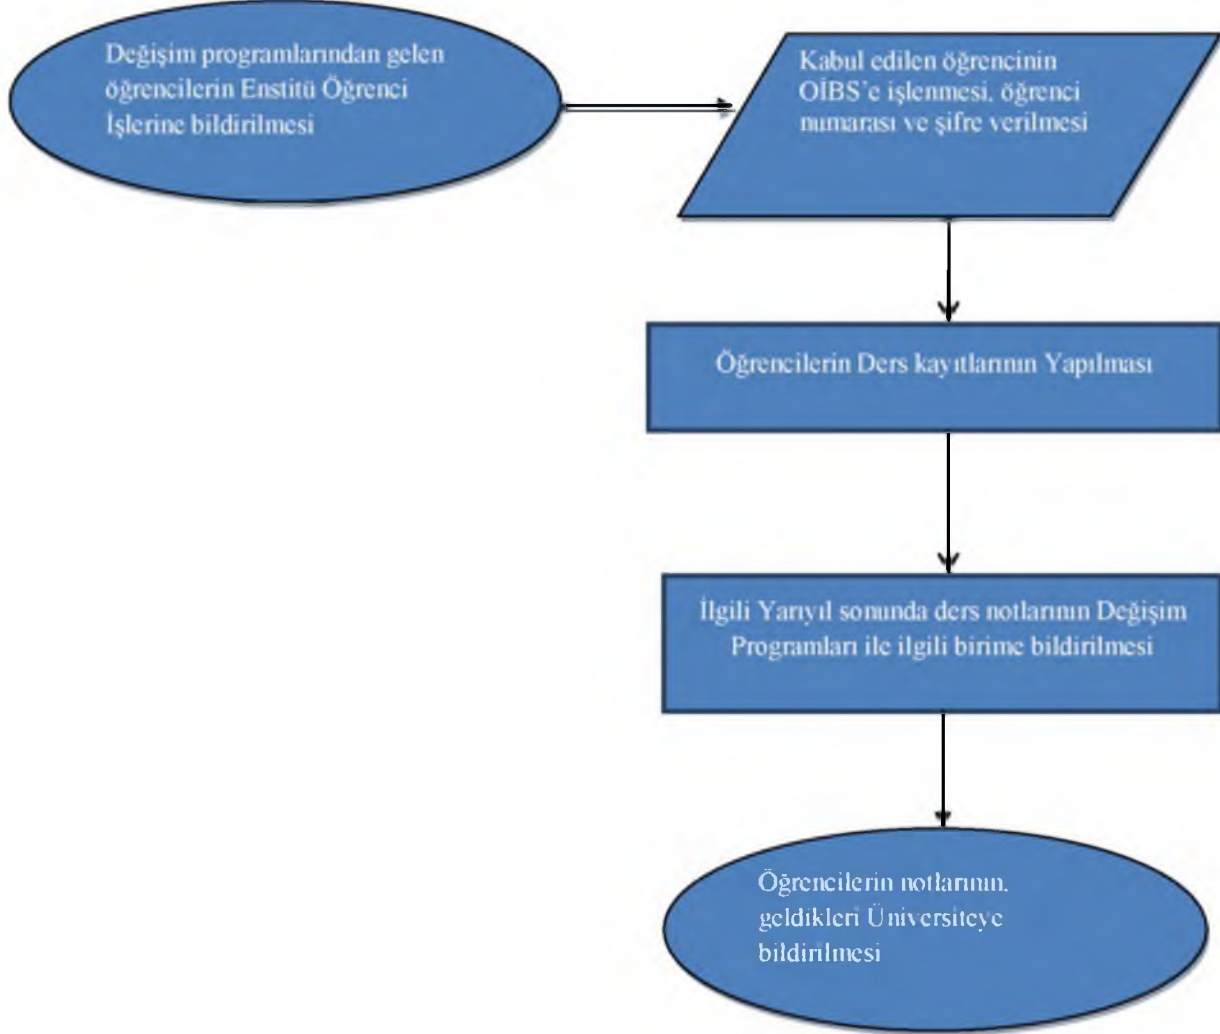 Değişim programlarından gelen
öğrencilerin Enstitü Öğrenci
İşlerine bildirilmesi
Kabul edilen öğrencinin
OİBS'e işlenmesi, öğrenci
numarası ve şifre verilmesi
Öğrencilerin Ders kayıtlarının Yapılması
İlgili Yarıyıl sonunda ders notlarının Değişim
Programları ile ilgili birime bildirilmesi
Öğrencilerin notlarının,
geldikleri Üniversiteye
bildirilmesi